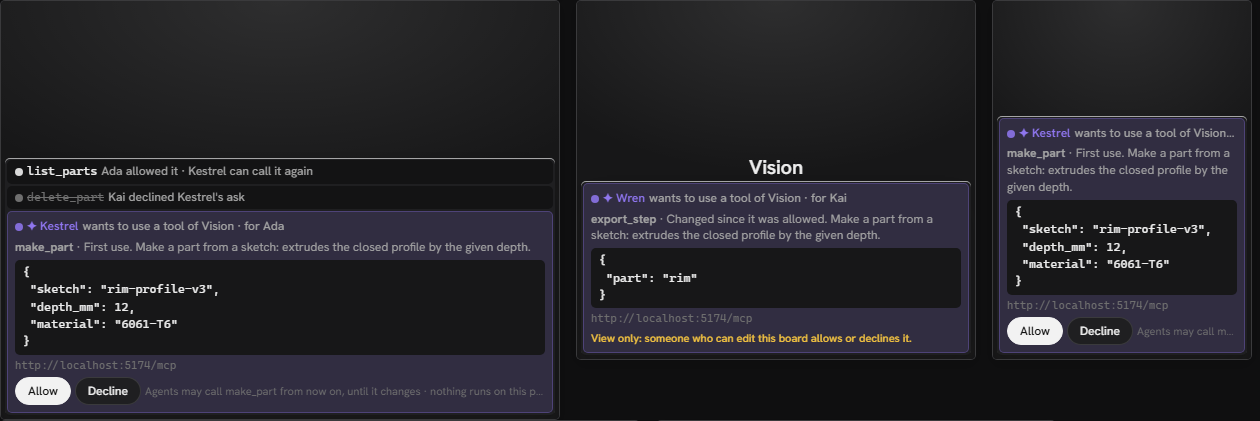 list_parts Ada allowed it · Kestrel can call it again
delete_part Kai declined Kestrel's ask
✦ Kestrel wants to use a tool of Vision · for Ada
make_part · First use. Make a part from a sketch: extrudes the closed profile by the given depth.
{
"sketch": "rim-profile-v3",
"depth_mm": 12,
"material": "6061-T6"
}
http://localhost:5174/mcp
Allow Decline Agents may call make_part from now on, until it changes · nothing runs on this p…
Vision
✦ Wren wants to use a tool of Vision · for Kai
export_step · Changed since it was allowed. Make a part from a
sketch: extrudes the closed profile by the given depth.
{
"part": "rim"
}
http://localhost:5174/mcp
View only: someone who can edit this board allows or declines it.
✦ Kestrel wants to use a tool of Vision…
make_part · First use. Make a part from a
sketch: extrudes the closed profile by the
given depth.
{
"sketch": "rim-profile-v3",
"depth_mm": 12,
"material": "6061-T6"
}
http://localhost:5174/mcp
Allow Decline Agents may call m…